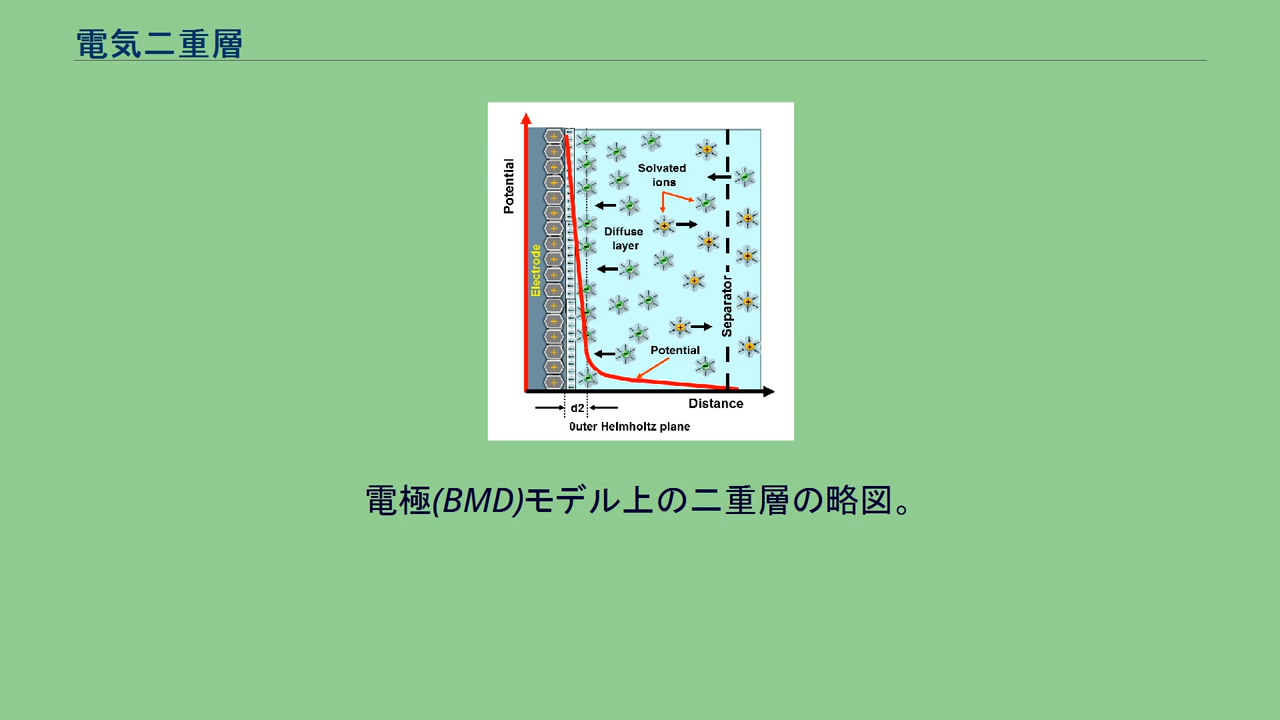 電気二重層
Potential
Electrode
Solvated
ions
Diffuse
layer
Separator
Potential
Distance
d2
0uter Helmholtz plane
電極(BMD)モデル上の二重層の略図。